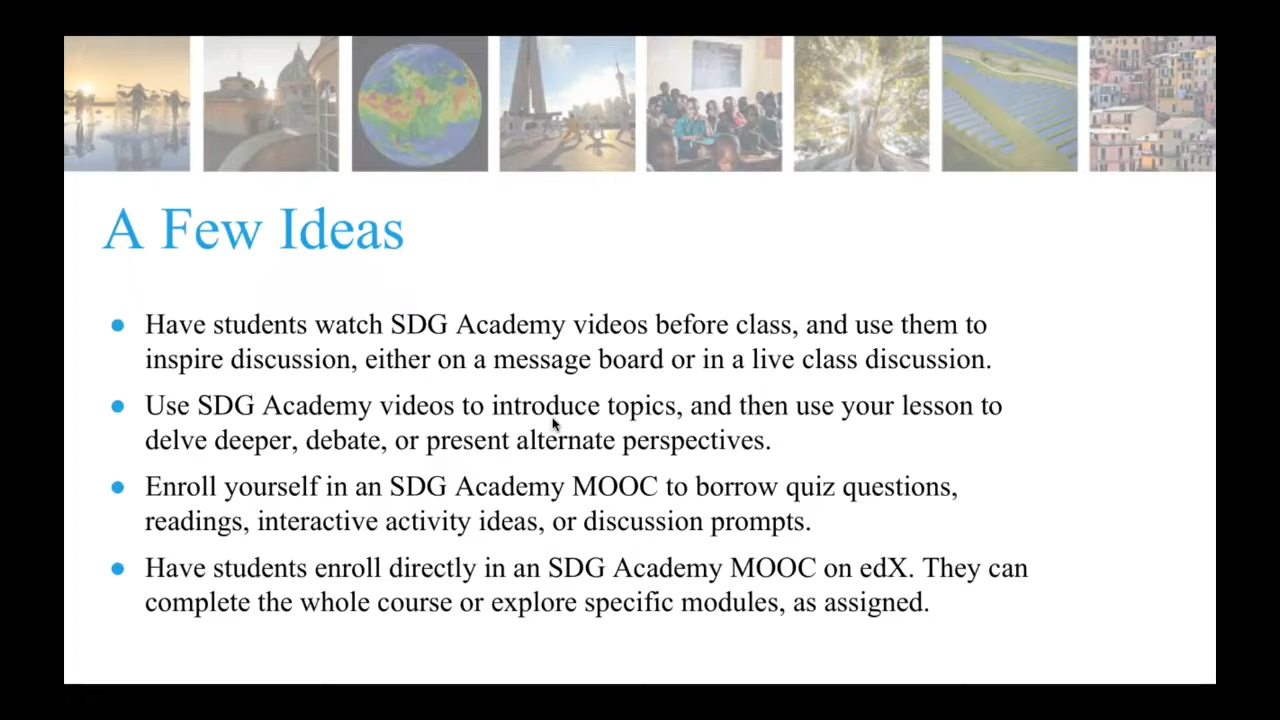 A Few Ideas
Have students watch SDG Academy videos before class, and use them to
inspire discussion, either on a message board or in a live class discussion.
Use SDG Academy videos to introduce topics, and then use your lesson to
delve deeper, debate, or present alternate perspectives.
Enroll yourself in an SDG Academy MOOC to borrow quiz questions,
readings, interactive activity ideas, or discussion prompts.
Have students enroll directly in an SDG Academy MOOC on edX. They can
complete the whole course or explore specific modules, as assigned.